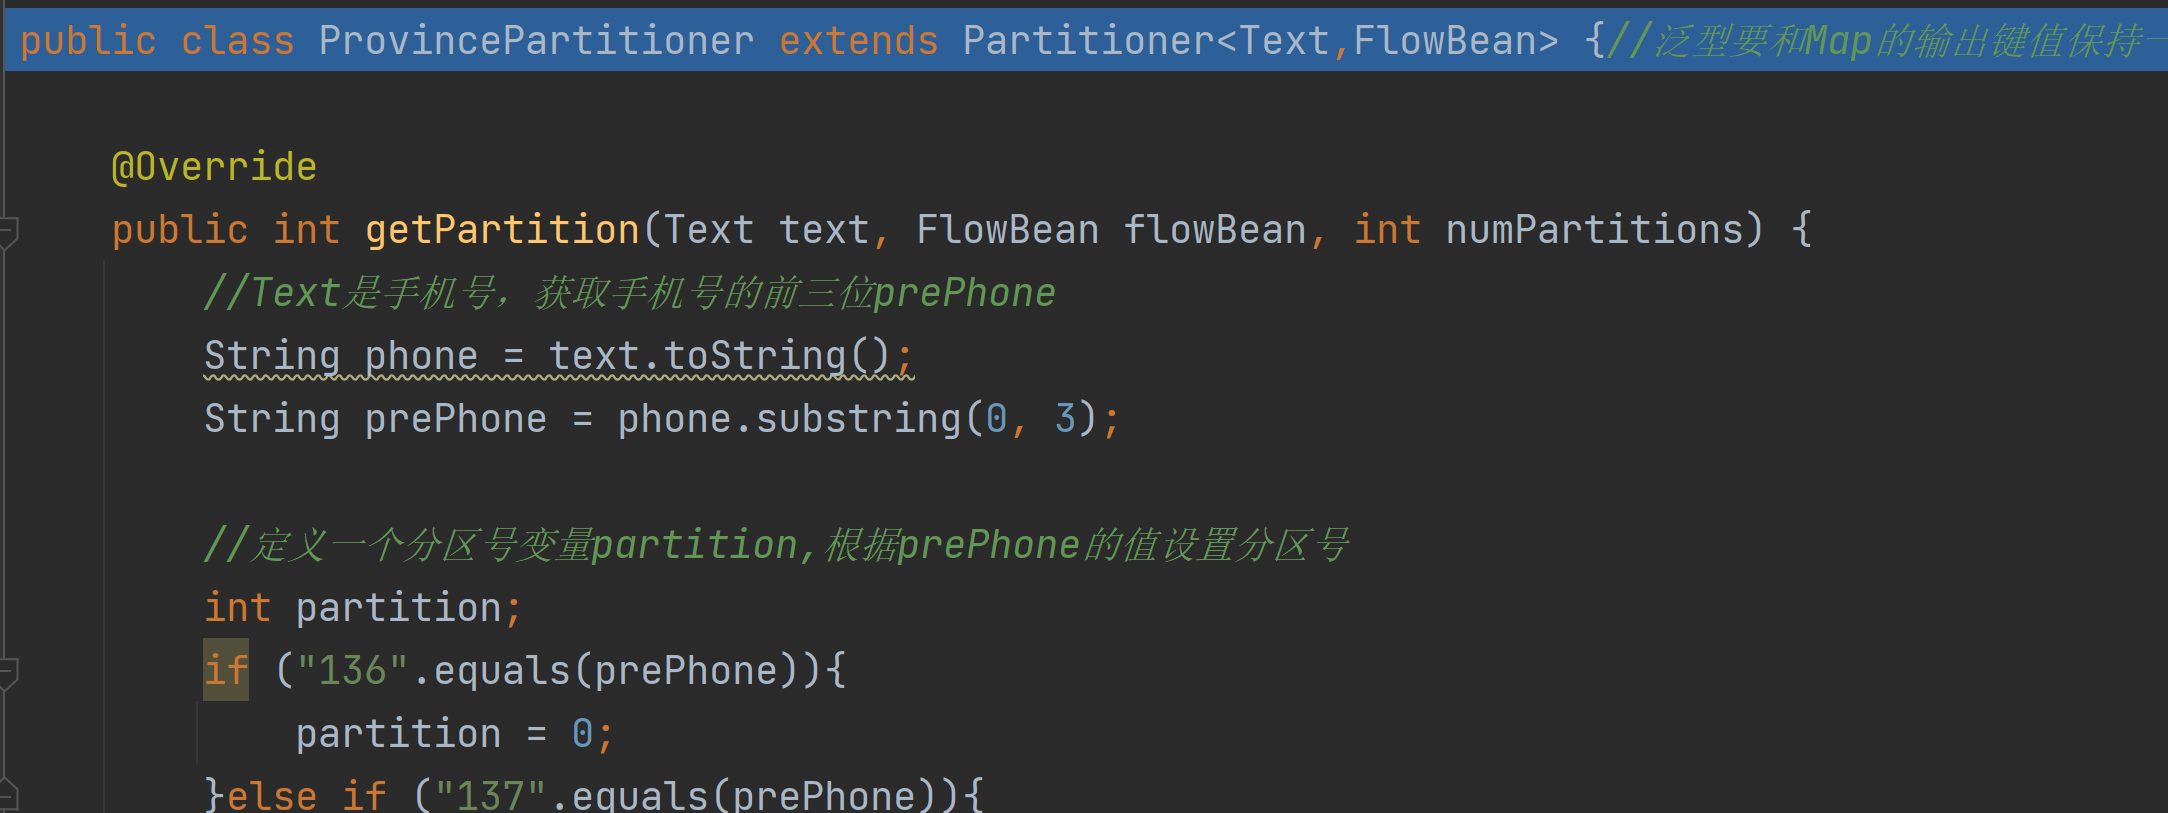 public class ProvincePartitioner extends Partitioner<Text,FlowBean> {//泛型要和Map的输出键值保持一
@Override
public int getPartition(Text text, FlowBean flowBean, int numPartitions) {
//Text是手机号，获取手机号的前三位prePhone
String phone = text.toString();
String prePhone = phone.substring(0, 3);
//定义一个分区号变量partition,根据prePhone的值设置分区号
int partition;
if ("136".equals(prePhone)){
partition = 0;
}else if ("137".equals(prePhone)){